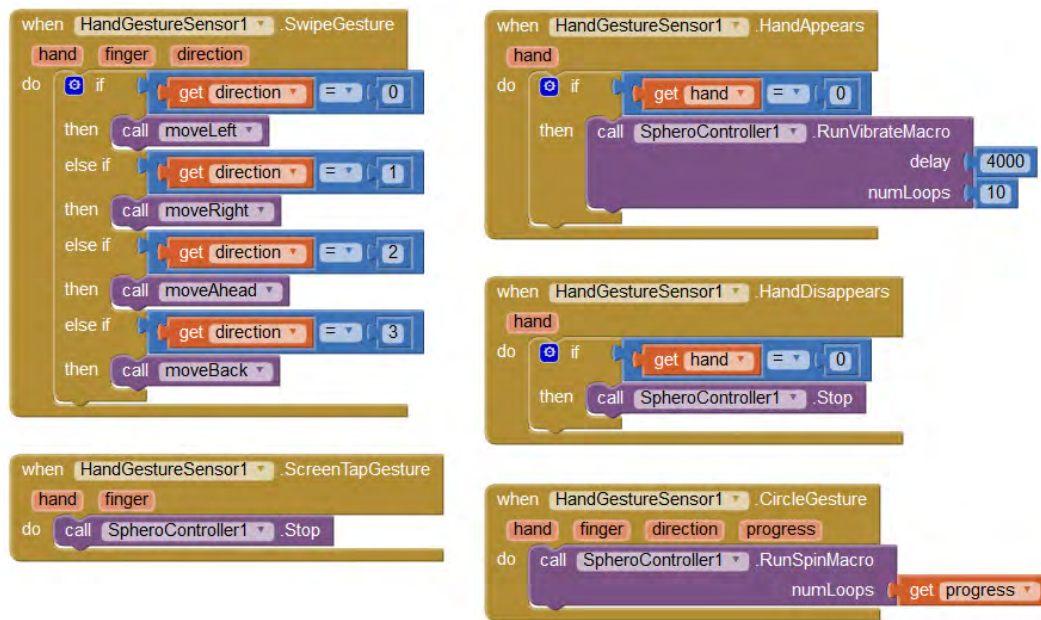 when HandGestureSensor1 .SwipeGesture
hand finger direction
do if get direction = 0
then call moveLeft
else if get direction = 1
then call moveRight
else if get direction = 2
then call moveAhead
else if get direction = 3
then call moveBack
when HandGestureSensor1 .ScreenTapGesture
hand finger
do call SpheroController1 .Stop
when HandGestureSensor1 .HandAppears
hand
do if get hand = 0
then call SpheroController1 .RunVibrateMacro
delay 4000
numLoops 10
when HandGestureSensor1 .HandDisappears
hand
do if get hand = 0
then call SpheroController1 .Stop
when HandGestureSensor1 .CircleGesture
hand finger direction progress
do call SpheroController1 .RunSpinMacro
numLoops get progress